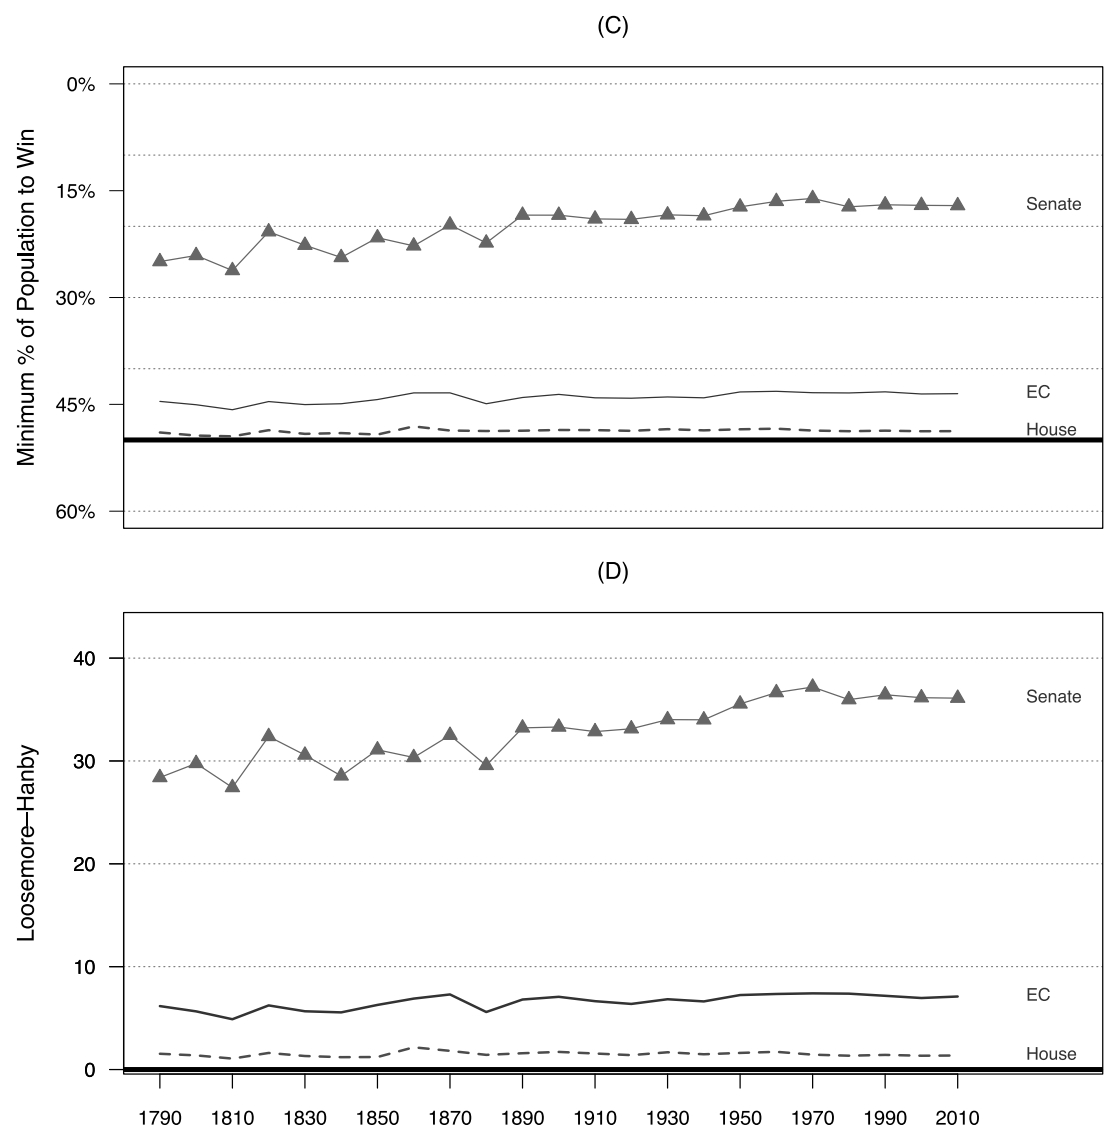 (C)
Minimum % of Population to Win
0%
15%
30%
45%
60%
Senate
EC
House
(D)
Loosemore–Hanby
40
30
20
10
0
Senate
EC
House
1790 1810 1830 1850 1870 1890 1910 1930 1950 1970 1990 2010